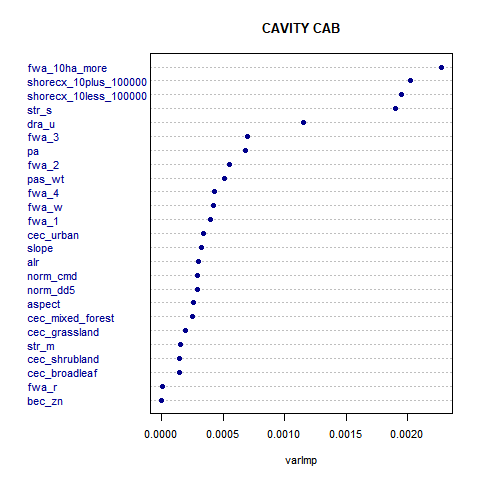 CAVITY CAB
fwa_10ha_more
shorecx_10plus_100000
shorecx_10less_100000
str_s
dra_u
fwa_3
pa
fwa_2
pas_wt
fwa_4
fwa_w
fwa_1
cec_urban
slope
alr
norm_cmd
norm_dd5
aspect
cec_mixed_forest
cec_grassland
str_m
cec_shrubland
cec_broadleaf
fwa_r
bec_zn
0.0000 0.0005 0.0010 0.0015 0.0020
varImp